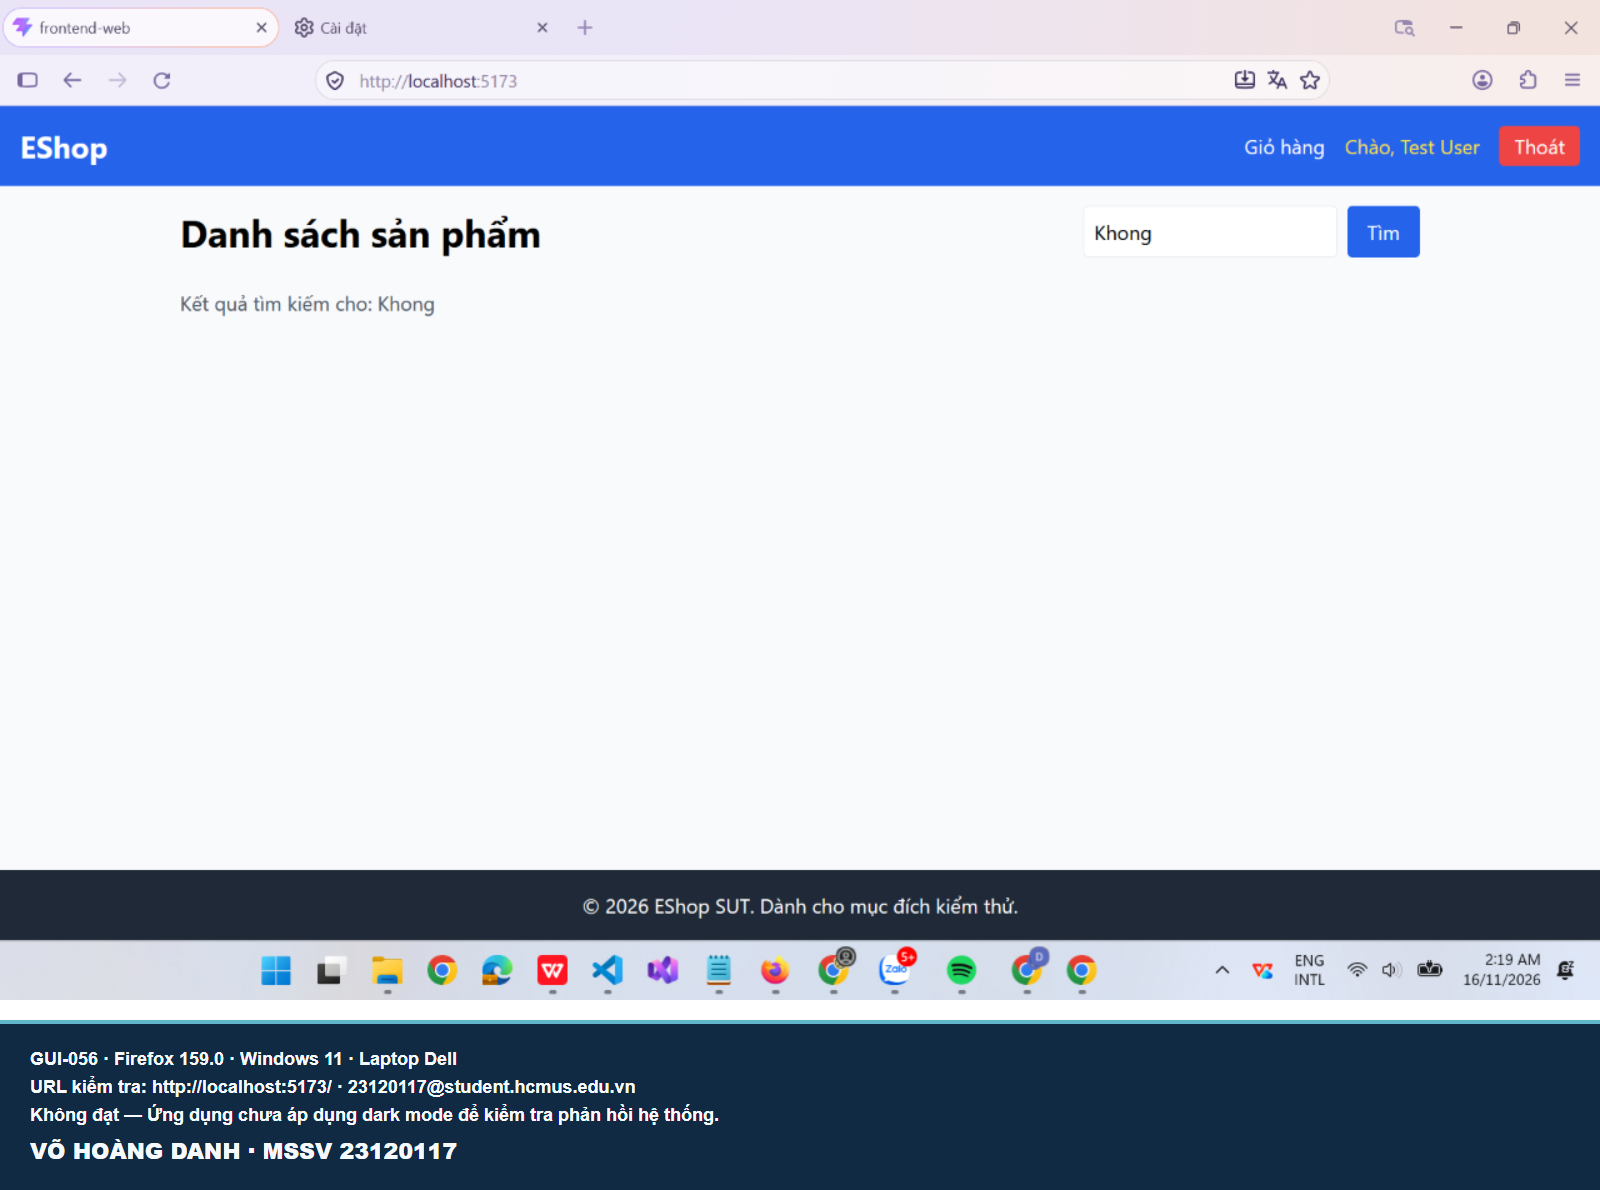 frontend-web
Cài đặt
http://localhost:5173
EShop
Giỏ hàng
Chào, Test User
Thoát
Danh sách sản phẩm
Khong
Tìm
Kết quả tìm kiếm cho: Khong
© 2026 EShop SUT. Dành cho mục đích kiểm thử.
Zalo
5+
D
ENG
INTL
2:19 AM
16/11/2026
GUI-056 · Firefox 159.0 · Windows 11 · Laptop Dell
URL kiểm tra: http://localhost:5173/ · 23120117@student.hcmus.edu.vn
Không đạt — Ứng dụng chưa áp dụng dark mode để kiểm tra phản hồi hệ thống.
VÕ HOÀNG DANH · MSSV 23120117